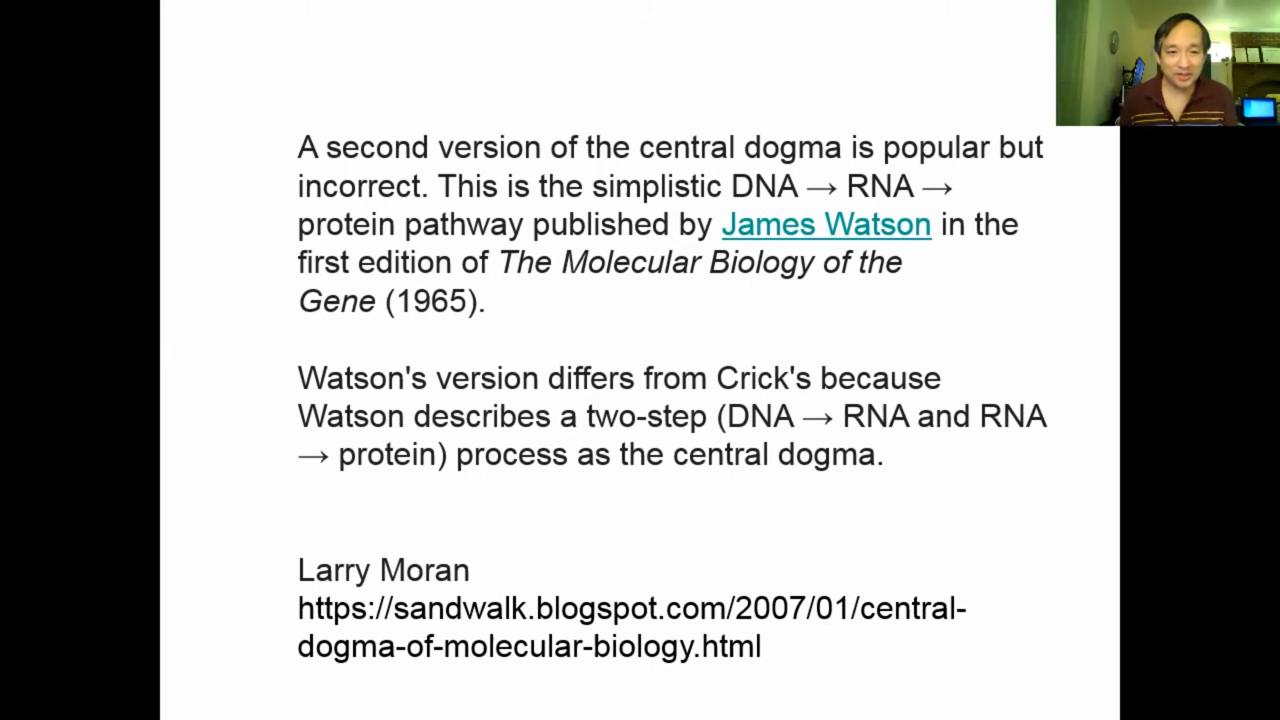 A second version of the central dogma is popular but
incorrect. This is the simplistic DNA → RNA →
protein pathway published by James Watson in the
first edition of The Molecular Biology of the
Gene (1965).
Watson's version differs from Crick's because
Watson describes a two-step (DNA → RNA and RNA
→ protein) process as the central dogma.
Larry Moran
https://sandwalk.blogspot.com/2007/01/central-
dogma-of-molecular-biology.html